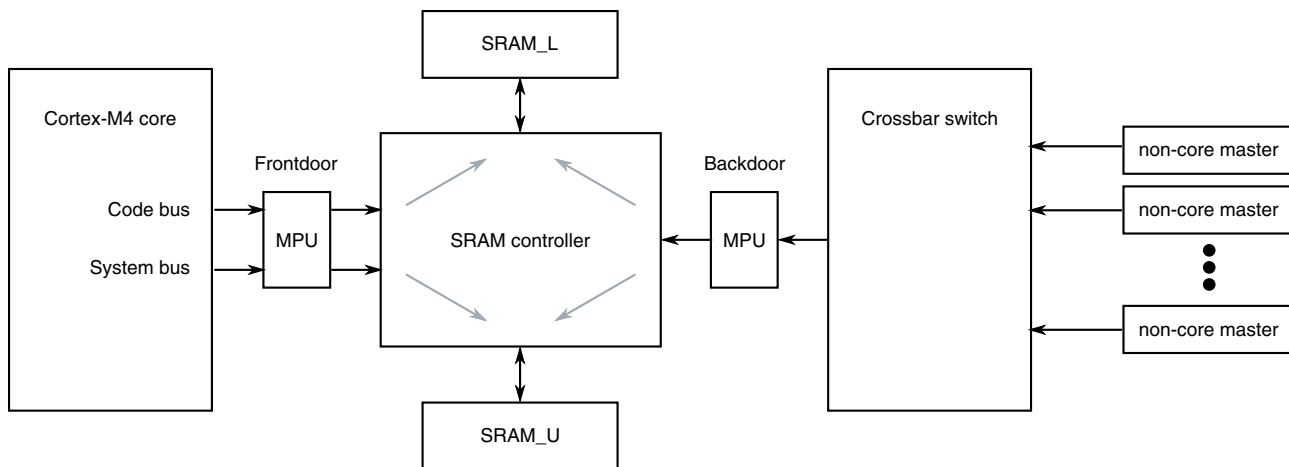 SRAM_L
Cortex-M4 core
Crossbar switch
non-core master
Frontdoor
Backdoor
Code bus
non-core master
MPU
SRAM controller
MPU
System bus
non-core master
SRAM_U